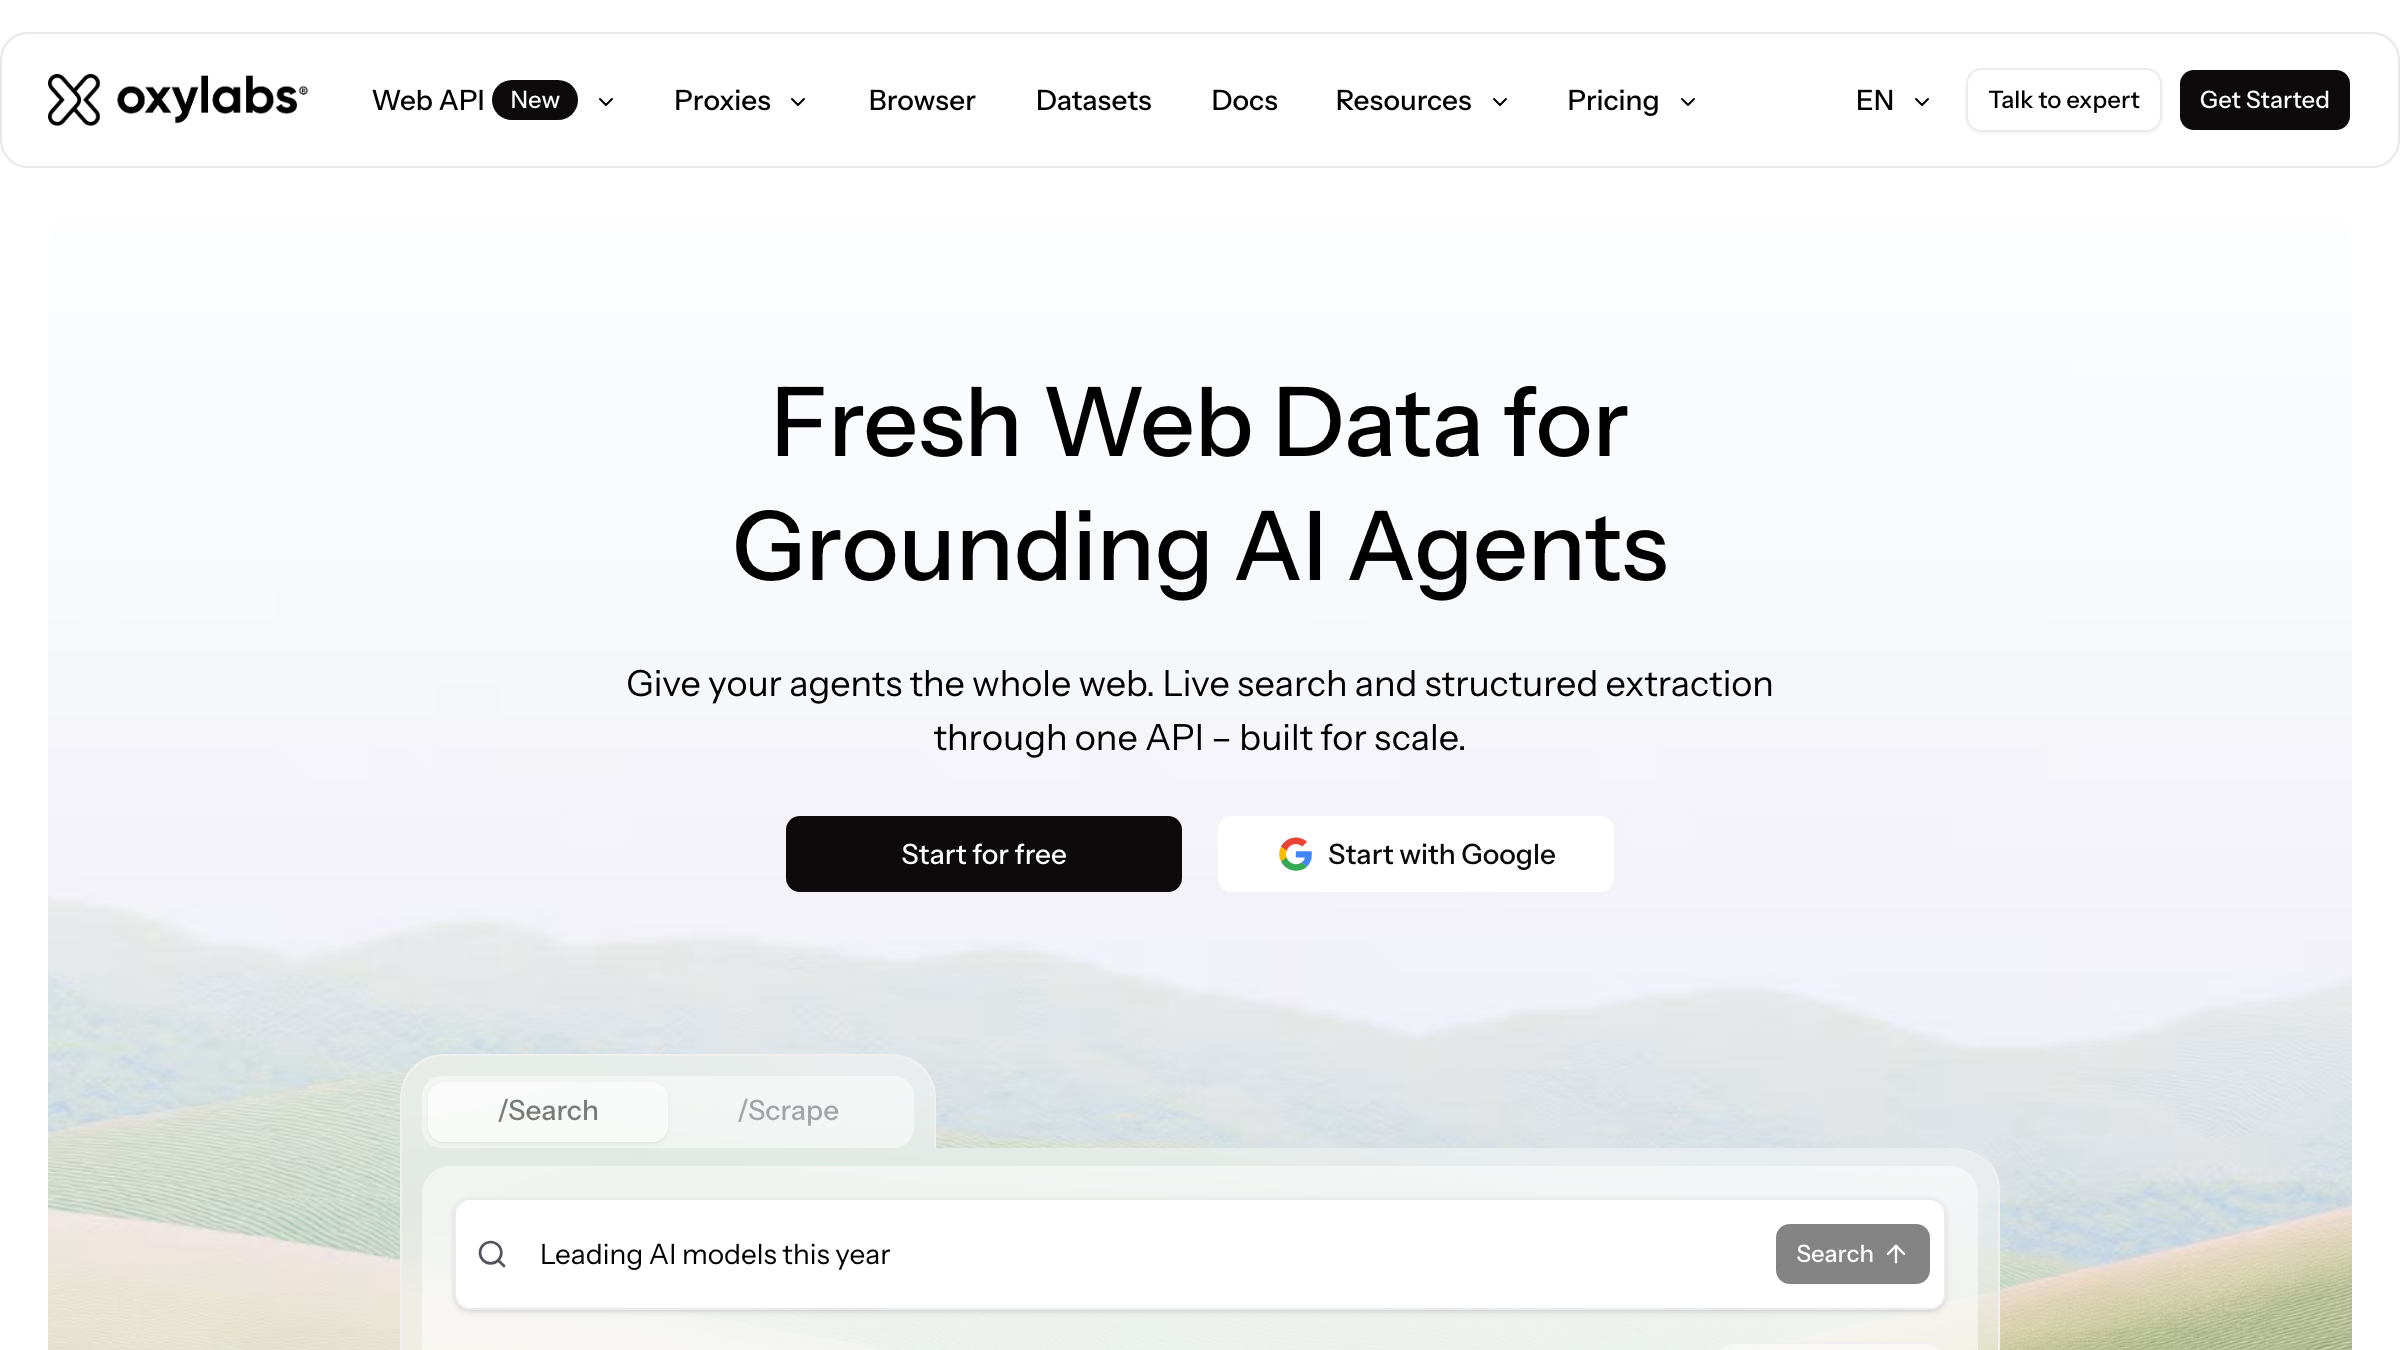 oxylabs® Web API New Proxies Browser Datasets Docs Resources Pricing EN Talk to expert Get Started
Fresh Web Data for
Grounding AI Agents
Give your agents the whole web. Live search and structured extraction
through one API – built for scale.
Start for free Start with Google
/Search /Scrape
Leading AI models this year Search